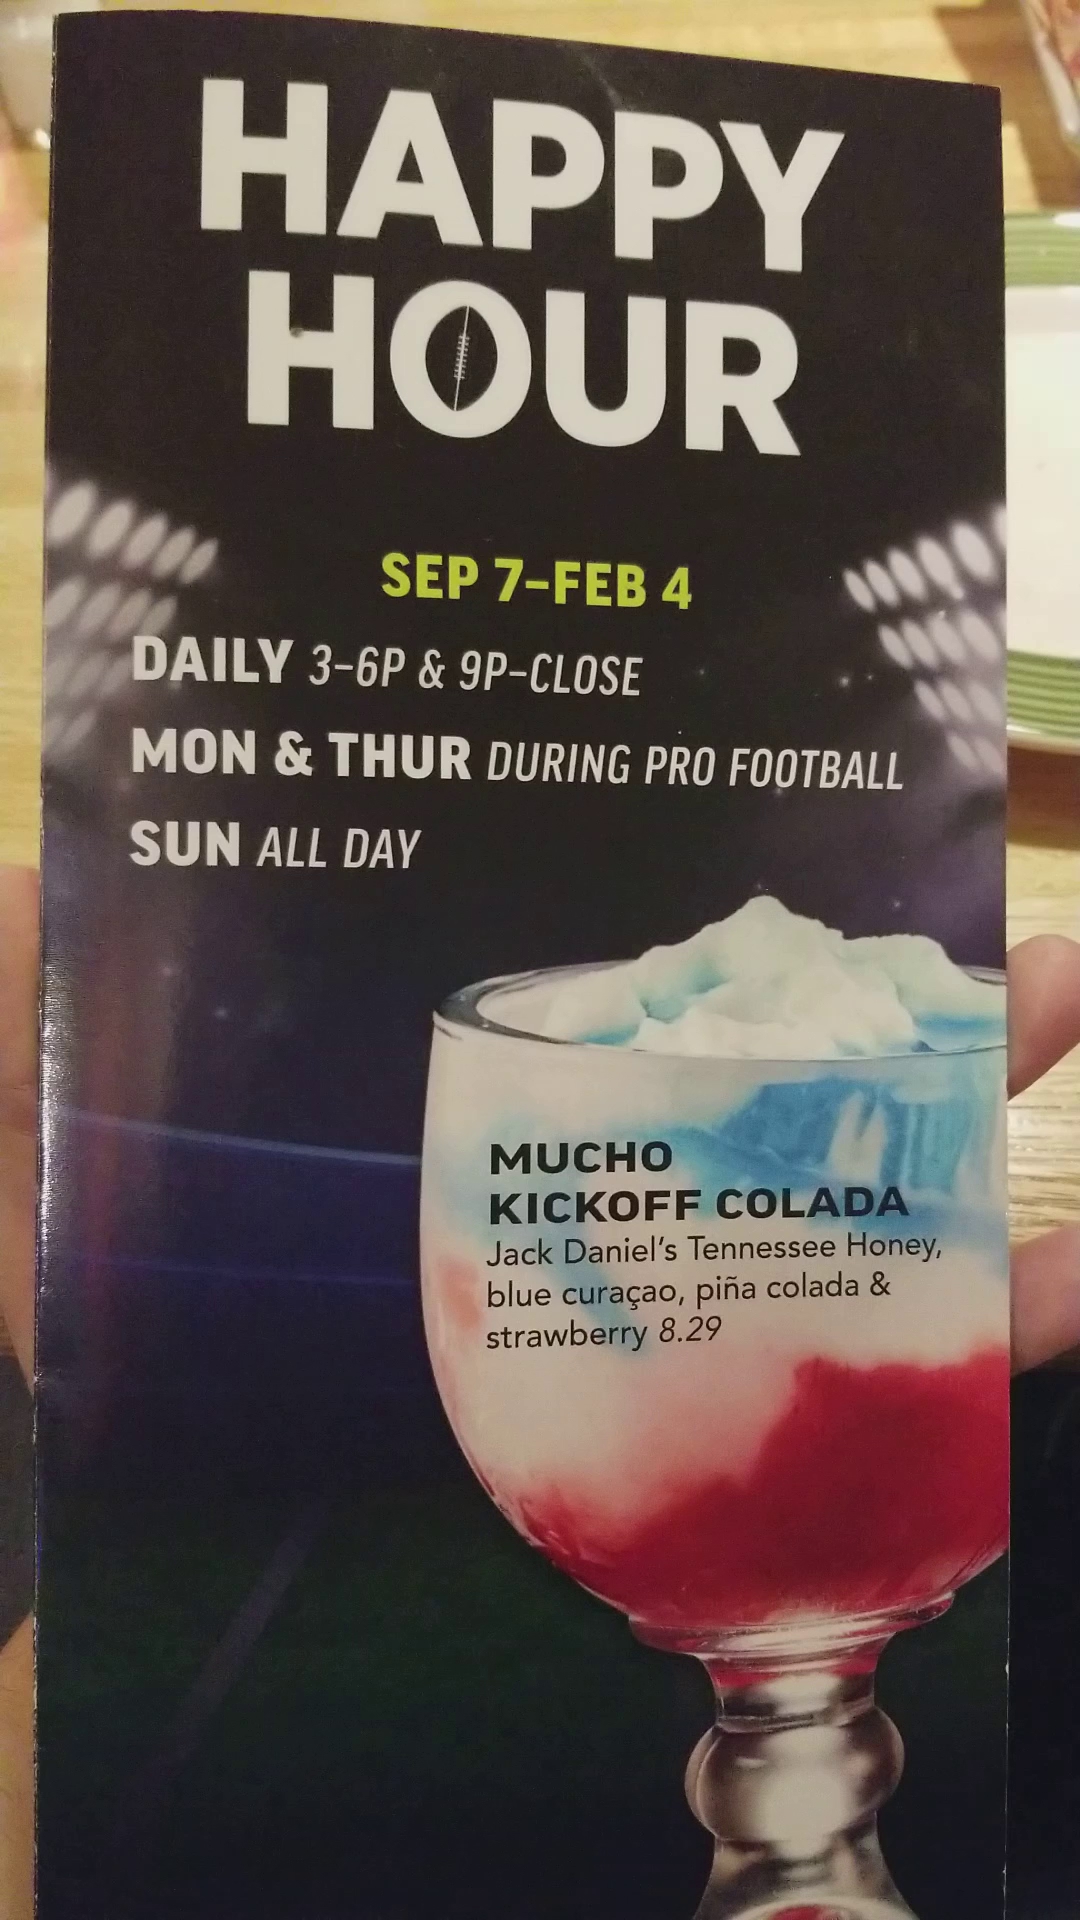 HAPPY
HOUR
SEP 7–FEB 4
DAILY 3–6P & 9P–CLOSE
MON & THUR DURING PRO FOOTBALL
SUN ALL DAY
MUCHO
KICKOFF COLADA
Jack Daniel's Tennessee Honey,
blue curaçao, piña colada &
strawberry 8.29